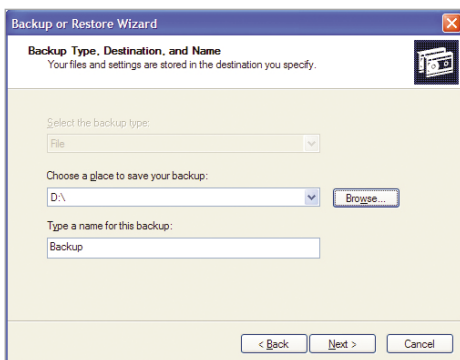 Backup or Restore Wizard
Backup Type, Destination, and Name
Your files and settings are stored in the destination you specify.
Select the backup type:
File
Choose a place to save your backup:
D:\
Browse...
Type a name for this backup:
Backup
< Back
Next >
Cancel